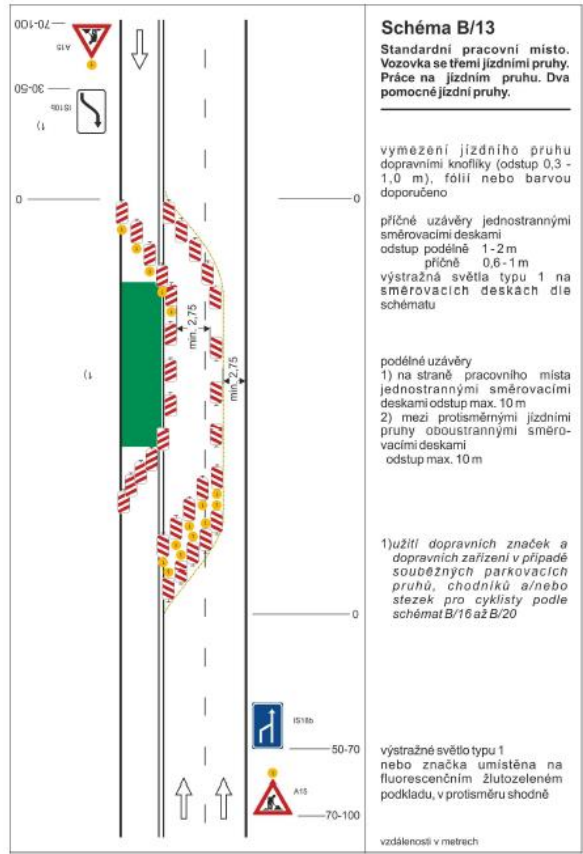 70-100
A15
30-50
IS10b
1)
0
0
min. 2,75
min. 2,75
1)
0
IS18b
50-70
A15
70-100
Schéma B/13
Standardní pracovní místo.
Vozovka se třemi jízdními pruhy.
Práce na jízdním pruhu. Dva
pomocné jízdní pruhy.
vymezení jízdního pruhu
dopravními knoflíky (odstup 0,3 -
1,0 m), fólií nebo barvou
doporučeno
příčné uzávěry jednostrannými
směrovacími deskami
odstup podélně 1-2 m
příčně 0,6-1 m
výstražná světla typu 1 na
směrovacích deskách dle
schématu
podélné uzávěry
1) na straně pracovního místa
jednostrannými směrovacími
deskami odstup max. 10 m
2) mezi protisměrnými jízdními
pruhy oboustrannými směro-
vacími deskami
odstup max. 10 m
1)užití dopravních značek a
dopravních zařízení v případě
souběžných parkovacích
pruhů, chodníků a/nebo
stezek pro cyklisty podle
schémat B/16 až B/20
výstražné světlo typu 1
nebo značka umístěna na
fluorescenčním žlutozeleném
podkladu, v protisměru shodně
vzdálenosti v metrech